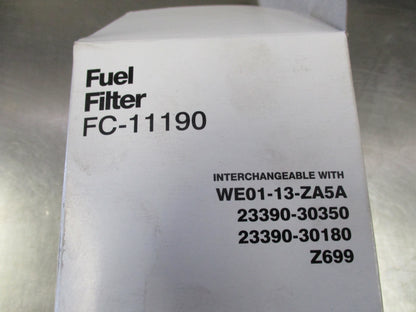 Fuel
Filter
FC-11190
INTERCHANGEABLE WITH
WE01-13-ZA5A
23390-30350
23390-30180
Z699